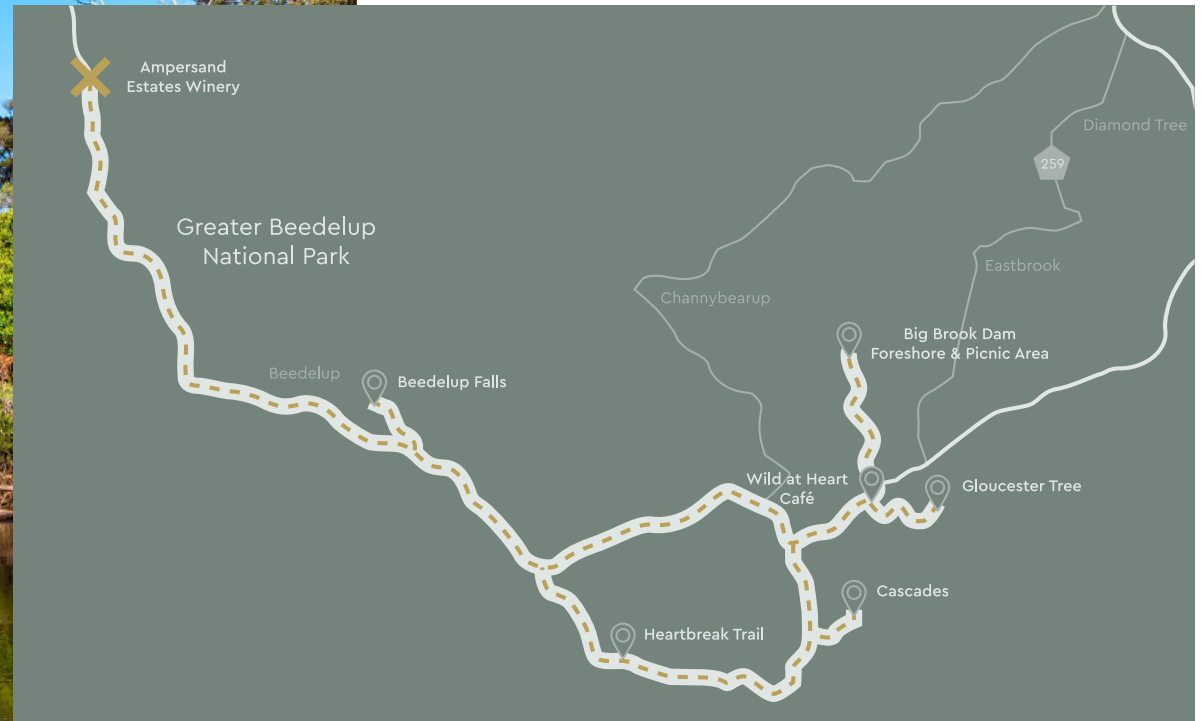 Ampersand
Estates Winery
Diamond Tree
259
Greater Beedelup
National Park
Eastbrook
Channybearup
Big Brook Dam
Foreshore & Picnic Area
Beedelup
Beedelup Falls
Wild at Heart
Café
Gloucester Tree
Cascades
Heartbreak Trail